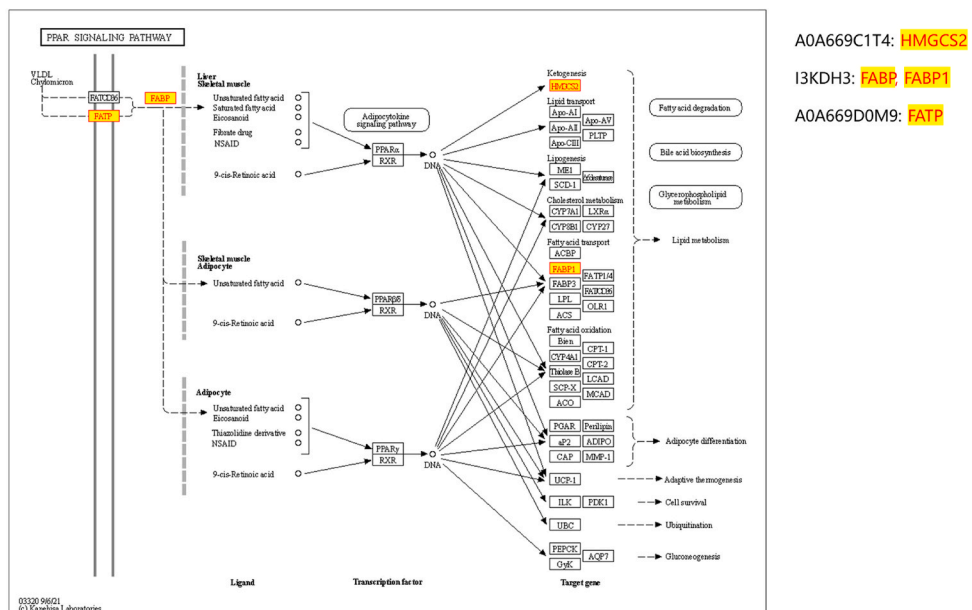 PPAR SIGNALING PATHWAY
VLDL
Chylomicron
FAT/CD36
FATP
FABP
Liver
Skeletal muscle
Unsaturated fatty acid
Saturated fatty acid
Eicosanoid
Fibrate drug
NSAID
9-cis-Retinoic acid
Adipocytokine
signaling pathway
PPARα
RXR
DNA
Skeletal muscle
Adipocyte
Unsaturated fatty acid
9-cis-Retinoic acid
PPARβ/δ
RXR
DNA
Adipocyte
Unsaturated fatty acid
Eicosanoid
Thiazolidine derivative
NSAID
9-cis-Retinoic acid
PPARγ
RXR
DNA
Ketogenesis
HMGCS2
Lipid transport
Apo-AI
Apo-AII
Apo-CIII
Apo-AV
PLTP
Lipogenesis
ME1
SCD-1
Cholesterol metabolism
CYP7A1
LXRα
CYP8B1
CYP27
Fatty acid transport
ACBP
FABP1
FABP3
LPL
ACS
FATP1/4
FAT/CD36
OLR1
Fatty acid oxidation
Bien
CYP4A1
Thiolase B
SCP-X
ACO
CPT-1
CPT-2
LCAD
MCAD
PGAR
Perilipin
aP2
ADIPO
CAP
MMP-1
UCP-1
ILK
PDK1
UBC
PEPCK
GyK
AQP7
Fatty acid degradation
Bile acid biosynthesis
Glycerophospholipid
metabolism
Lipid metabolism
Adipocyte differentiation
Adaptive thermogenesis
Cell survival
Ubiquitination
Gluconeogenesis
Ligand
Transcription factor
Target gene
03320 9/6/21
(c) Kanehisa Laboratories
A0A669C1T4: HMGCS2
I3KDH3: FABP, FABP1
A0A669D0M9: FATP